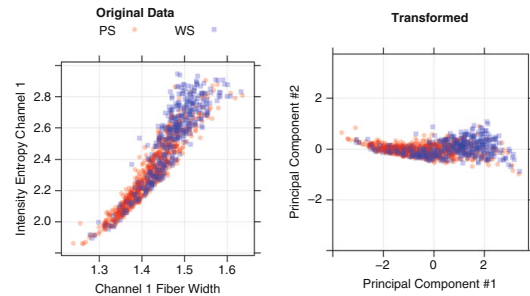 Original Data
PS WS
Transformed
Intensity Entropy Channel 1
2.8
2.6
2.4
2.2
2.0
1.3 1.4 1.5 1.6
Channel 1 Fiber Width
Principal Component #2
2
0
−2
−2 0 2
Principal Component #1